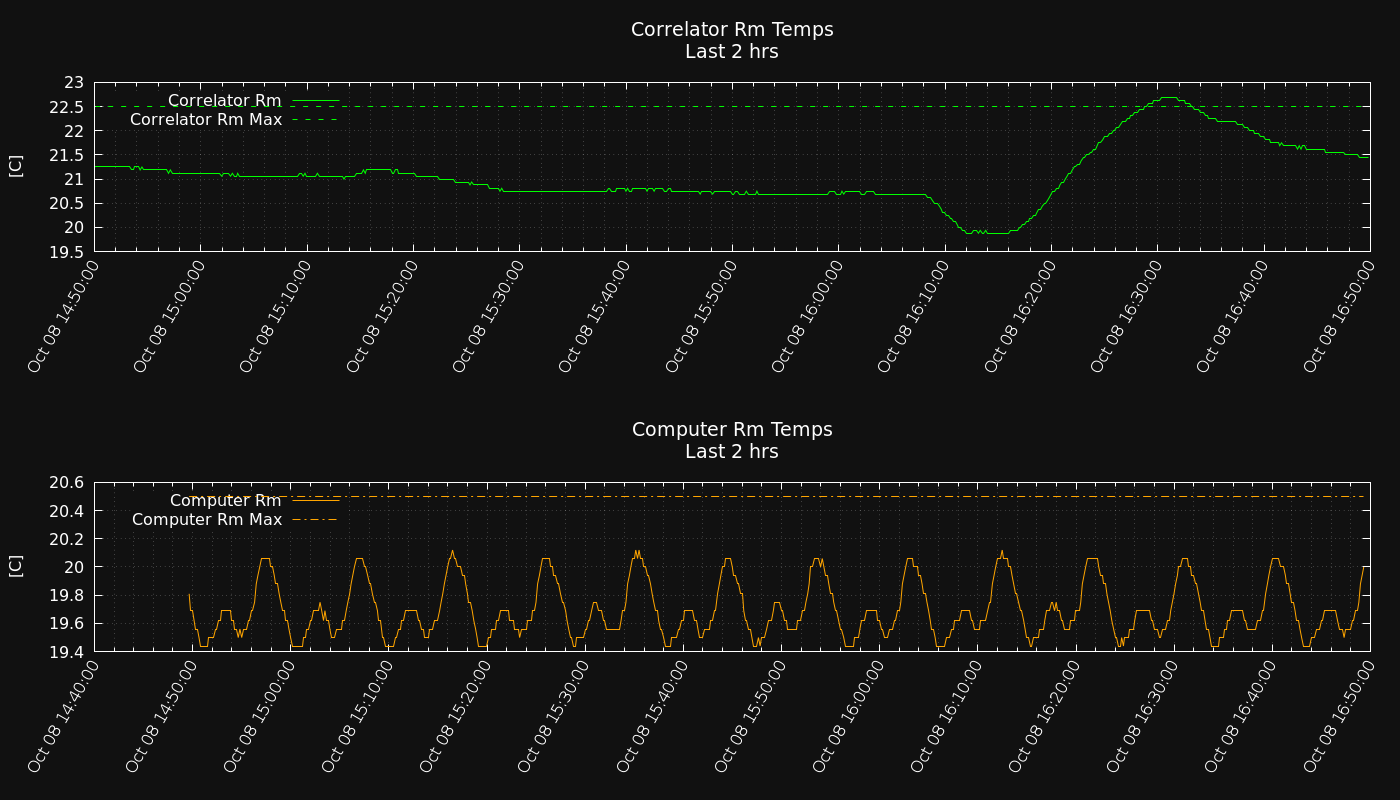 Correlator Rm Temps
Last 2 hrs
23
22.5
22
21.5
21
20.5
20
19.5
[C]
Correlator Rm
Correlator Rm Max
Oct 08 14:50:00
Oct 08 15:00:00
Oct 08 15:10:00
Oct 08 15:20:00
Oct 08 15:30:00
Oct 08 15:40:00
Oct 08 15:50:00
Oct 08 16:00:00
Oct 08 16:10:00
Oct 08 16:20:00
Oct 08 16:30:00
Oct 08 16:40:00
Oct 08 16:50:00
Computer Rm Temps
Last 2 hrs
20.6
20.4
20.2
20
19.8
19.6
19.4
[C]
Computer Rm
Computer Rm Max
Oct 08 14:40:00
Oct 08 14:50:00
Oct 08 15:00:00
Oct 08 15:10:00
Oct 08 15:20:00
Oct 08 15:30:00
Oct 08 15:40:00
Oct 08 15:50:00
Oct 08 16:00:00
Oct 08 16:10:00
Oct 08 16:20:00
Oct 08 16:30:00
Oct 08 16:40:00
Oct 08 16:50:00